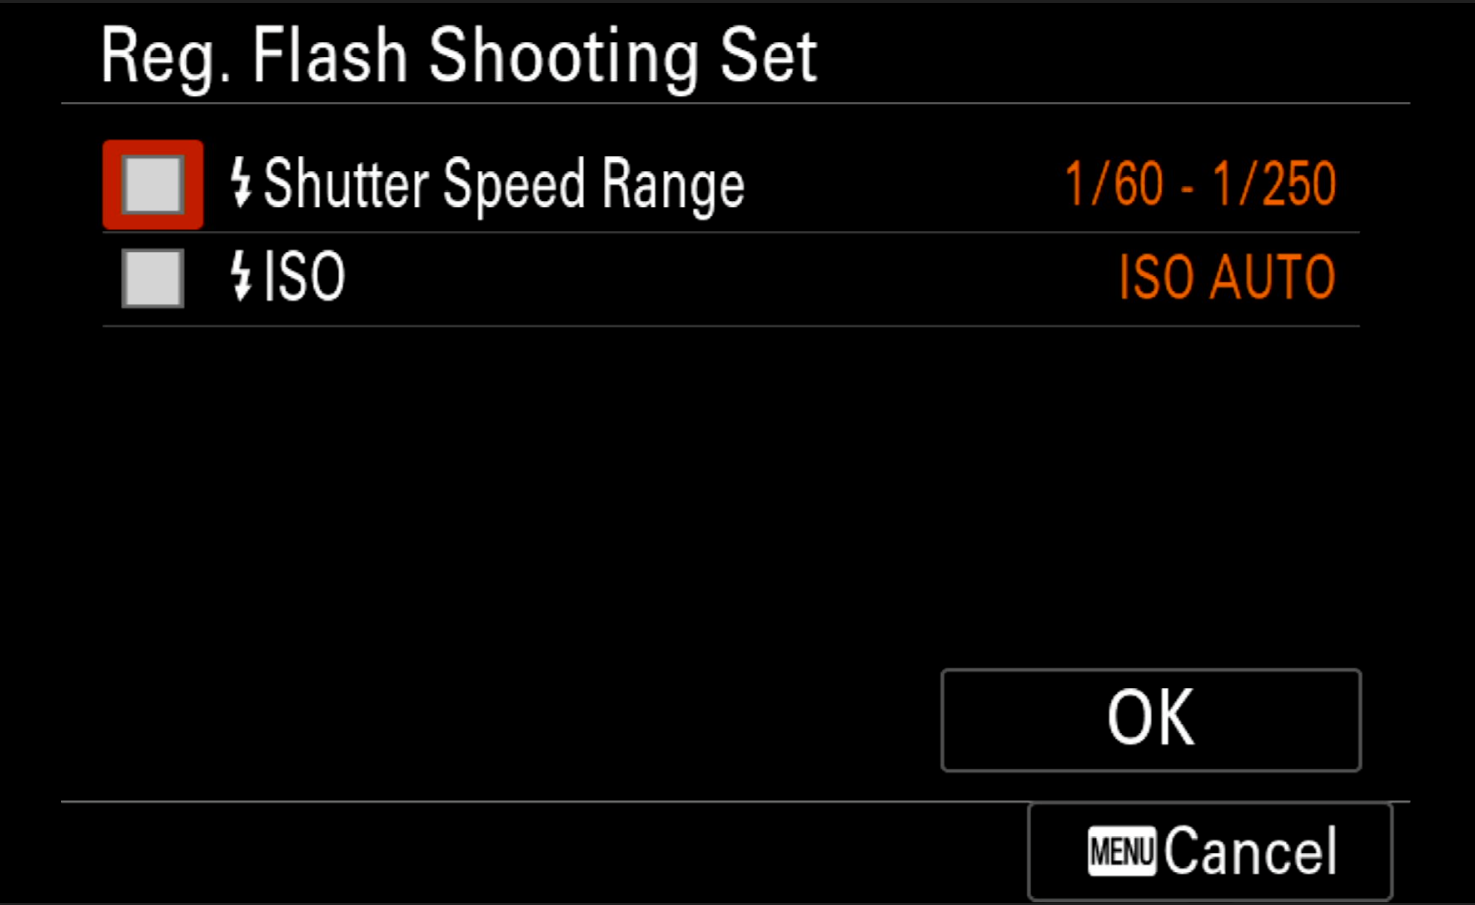 Reg. Flash Shooting Set
Shutter Speed Range 1/60 - 1/250
ISO ISO AUTO
OK
MENU Cancel